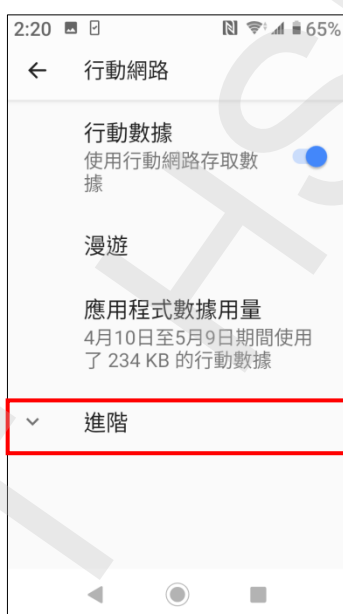 2:20 65%
行動網路
行動數據
使用行動網路存取數
據
漫遊
應用程式數據用量
4月10日至5月9日期間使用
了 234 KB 的行動數據
進階